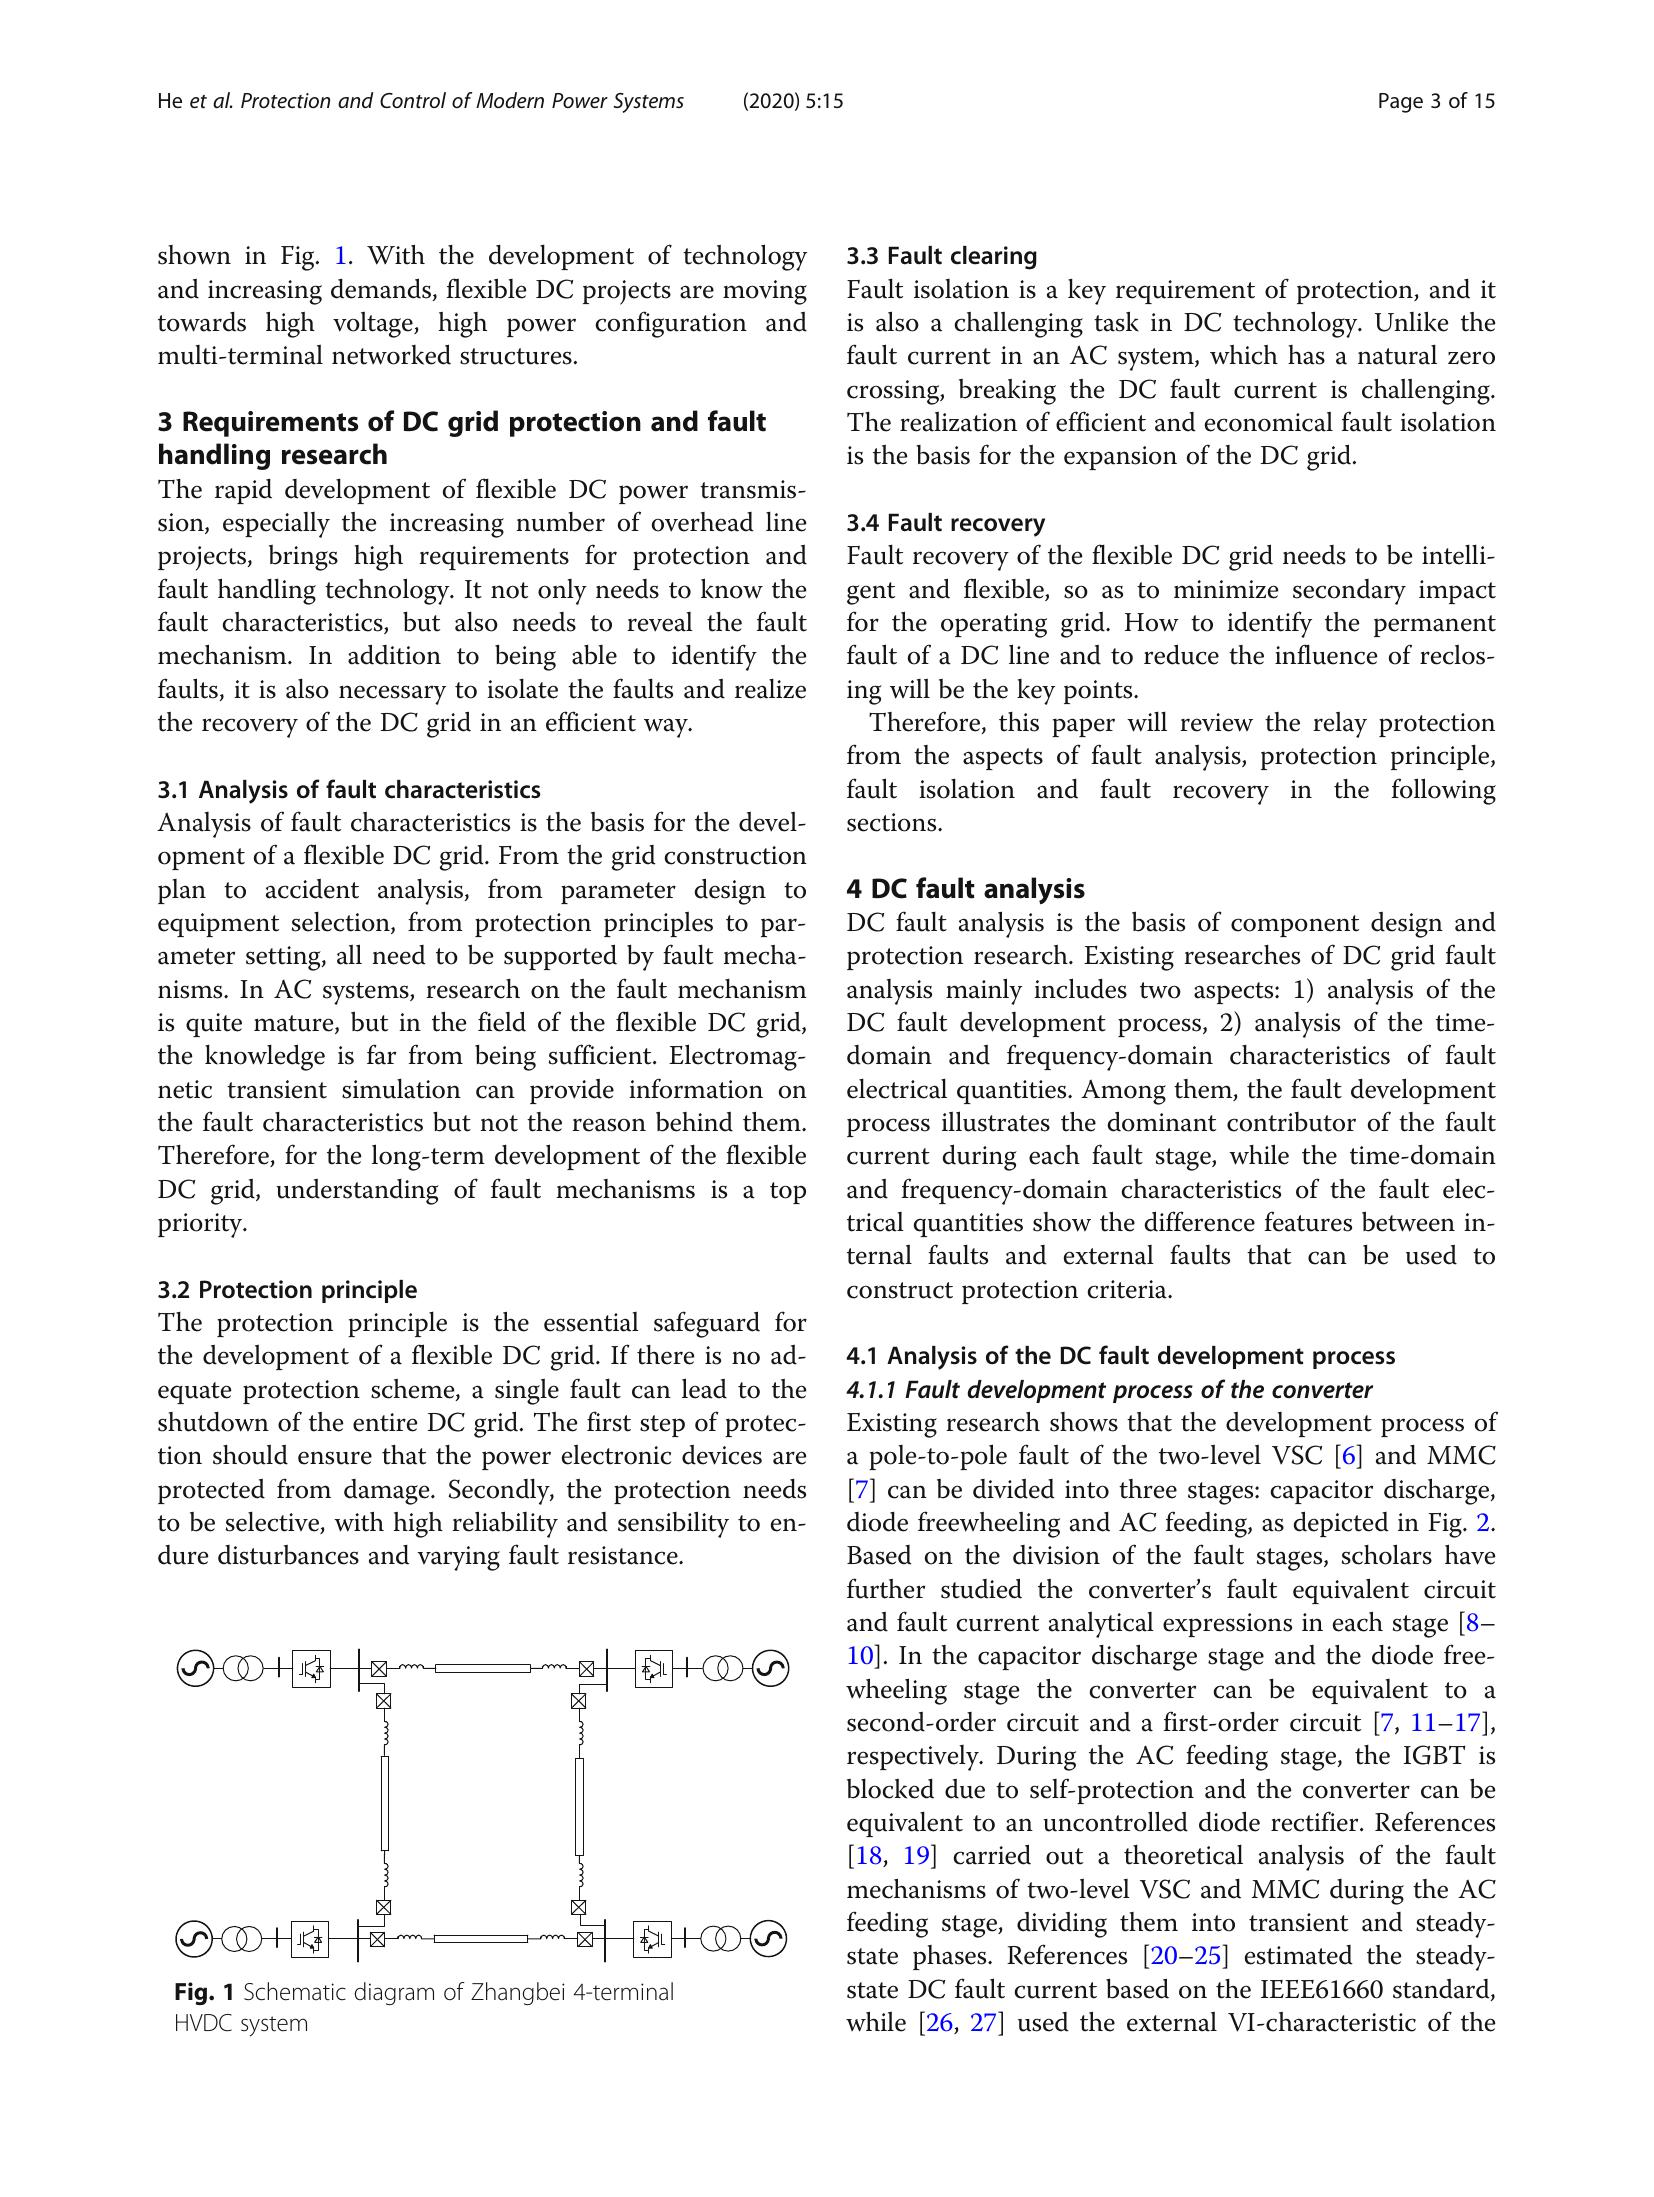 He et al. Protection and Control of Modern Power Systems (2020) 5:15 Page 3 of 15
shown in Fig. 1. With the development of technology
and increasing demands, flexible DC projects are moving
towards high voltage, high power configuration and
multi-terminal networked structures.
3 Requirements of DC grid protection and fault
handling research
The rapid development of flexible DC power transmis-
sion, especially the increasing number of overhead line
projects, brings high requirements for protection and
fault handling technology. It not only needs to know the
fault characteristics, but also needs to reveal the fault
mechanism. In addition to being able to identify the
faults, it is also necessary to isolate the faults and realize
the recovery of the DC grid in an efficient way.
3.1 Analysis of fault characteristics
Analysis of fault characteristics is the basis for the devel-
opment of a flexible DC grid. From the grid construction
plan to accident analysis, from parameter design to
equipment selection, from protection principles to par-
ameter setting, all need to be supported by fault mecha-
nisms. In AC systems, research on the fault mechanism
is quite mature, but in the field of the flexible DC grid,
the knowledge is far from being sufficient. Electromag-
netic transient simulation can provide information on
the fault characteristics but not the reason behind them.
Therefore, for the long-term development of the flexible
DC grid, understanding of fault mechanisms is a top
priority.
3.2 Protection principle
The protection principle is the essential safeguard for
the development of a flexible DC grid. If there is no ad-
equate protection scheme, a single fault can lead to the
shutdown of the entire DC grid. The first step of protec-
tion should ensure that the power electronic devices are
protected from damage. Secondly, the protection needs
to be selective, with high reliability and sensibility to en-
dure disturbances and varying fault resistance.
Fig. 1 Schematic diagram of Zhangbei 4-terminal
HVDC system
3.3 Fault clearing
Fault isolation is a key requirement of protection, and it
is also a challenging task in DC technology. Unlike the
fault current in an AC system, which has a natural zero
crossing, breaking the DC fault current is challenging.
The realization of efficient and economical fault isolation
is the basis for the expansion of the DC grid.
3.4 Fault recovery
Fault recovery of the flexible DC grid needs to be intelli-
gent and flexible, so as to minimize secondary impact
for the operating grid. How to identify the permanent
fault of a DC line and to reduce the influence of reclos-
ing will be the key points.
Therefore, this paper will review the relay protection
from the aspects of fault analysis, protection principle,
fault isolation and fault recovery in the following
sections.
4 DC fault analysis
DC fault analysis is the basis of component design and
protection research. Existing researches of DC grid fault
analysis mainly includes two aspects: 1) analysis of the
DC fault development process, 2) analysis of the time-
domain and frequency-domain characteristics of fault
electrical quantities. Among them, the fault development
process illustrates the dominant contributor of the fault
current during each fault stage, while the time-domain
and frequency-domain characteristics of the fault elec-
trical quantities show the difference features between in-
ternal faults and external faults that can be used to
construct protection criteria.
4.1 Analysis of the DC fault development process
4.1.1 Fault development process of the converter
Existing research shows that the development process of
a pole-to-pole fault of the two-level VSC [6] and MMC
[7] can be divided into three stages: capacitor discharge,
diode freewheeling and AC feeding, as depicted in Fig. 2.
Based on the division of the fault stages, scholars have
further studied the converter's fault equivalent circuit
and fault current analytical expressions in each stage [8–
10]. In the capacitor discharge stage and the diode free-
wheeling stage the converter can be equivalent to a
second-order circuit and a first-order circuit [7, 11–17],
respectively. During the AC feeding stage, the IGBT is
blocked due to self-protection and the converter can be
equivalent to an uncontrolled diode rectifier. References
[18, 19] carried out a theoretical analysis of the fault
mechanisms of two-level VSC and MMC during the AC
feeding stage, dividing them into transient and steady-
state phases. References [20–25] estimated the steady-
state DC fault current based on the IEEE61660 standard,
while [26, 27] used the external VI-characteristic of the